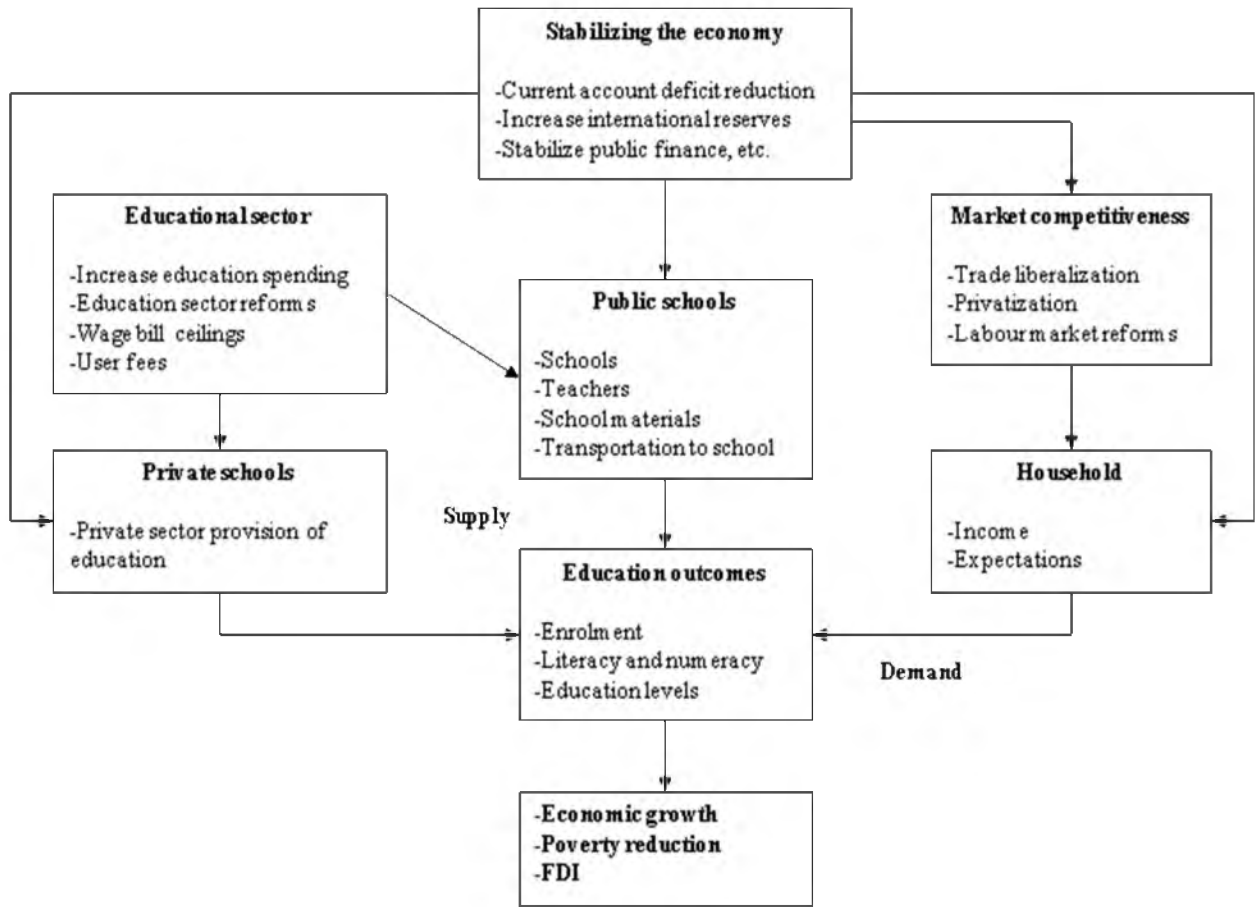 Stabilizing the economy
-Current account deficit reduction
-Increase international reserves
-Stabilize public finance, etc.
Educational sector
-Increase education spending
-Education sector reforms
-Wage bill ceilings
-User fees
Market competitiveness
-Trade liberalization
-Privatization
-Labour market reforms
Public schools
-Schools
-Teachers
-School materials
-Transportation to school
Private schools
-Private sector provision of
education
Supply
Household
-Income
-Expectations
Education outcomes
-Enrolment
-Literacy and numeracy
-Education levels
Demand
-Economic growth
-Poverty reduction
-FDI